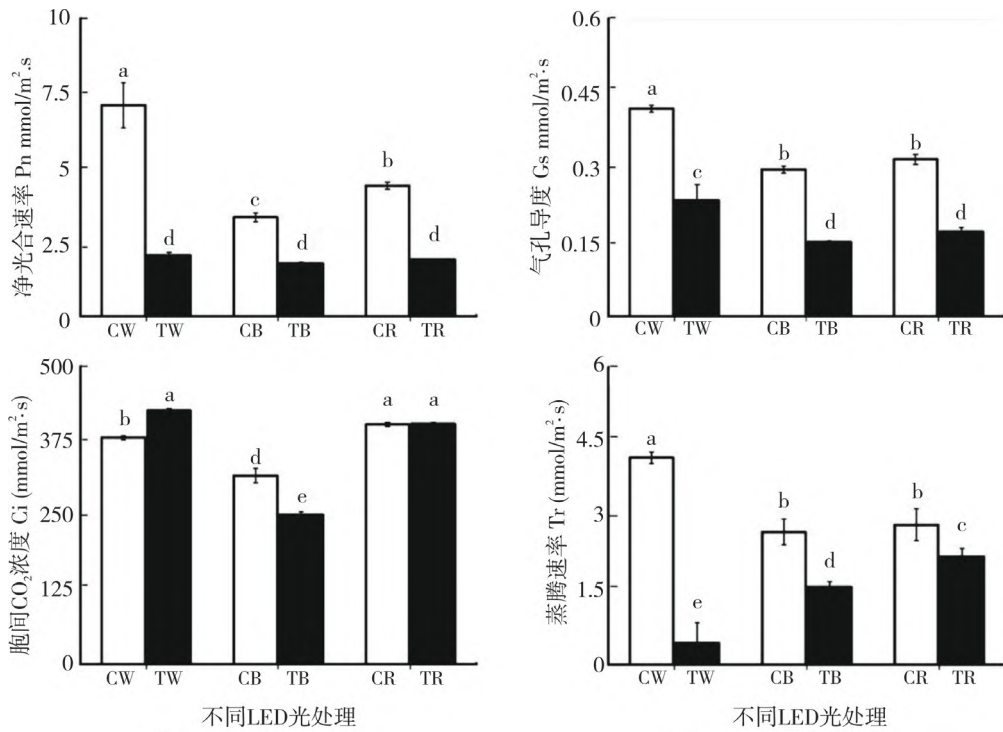 净光合速率 Pn mmol/m².s
10
7.5
5
2.5
0
a
d
c
d
b
d
CW TW CB TB CR TR
气孔导度 Gs mmol/m²·s
0.6
0.45
0.3
0.15
0
a
c
b
d
b
d
CW TW CB TB CR TR
胞间CO₂浓度 Ci (mmol/m²·s)
500
375
250
125
0
b
a
d
e
a
a
CW TW CB TB CR TR
不同LED光处理
蒸腾速率 Tr (mmol/m²·s)
6
4.5
3
1.5
0
a
e
b
d
b
c
CW TW CB TB CR TR
不同LED光处理